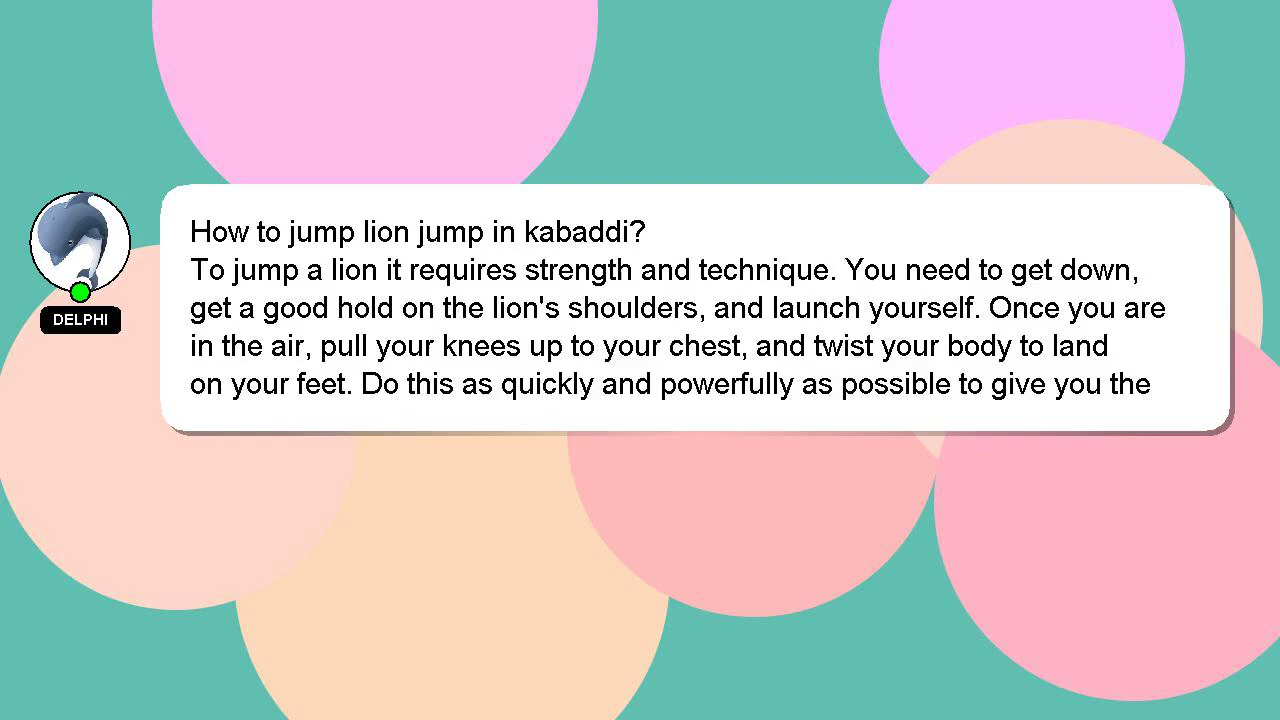 How to jump lion jump in kabaddi?
To jump a lion it requires strength and technique. You need to get down,
get a good hold on the lion's shoulders, and launch yourself. Once you are
in the air, pull your knees up to your chest, and twist your body to land
on your feet. Do this as quickly and powerfully as possible to give you the
DELPHI